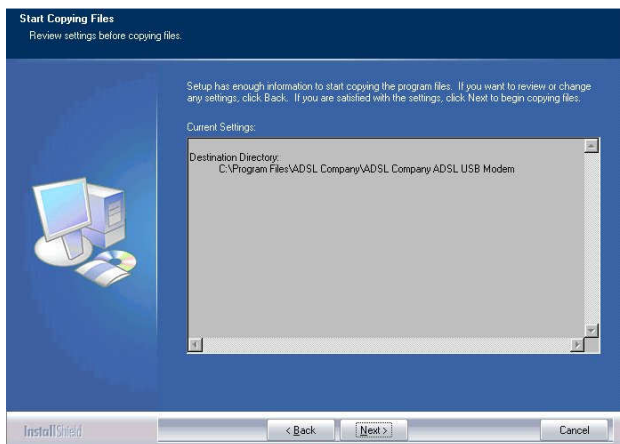 Start Copying Files
Review settings before copying files.
Setup has enough information to start copying the program files. If you want to review or change
any settings, click Back. If you are satisfied with the settings, click Next to begin copying files.
Current Settings:
Destination Directory:
C:\Program Files\ADSL Company\ADSL Company ADSL USB Modem
InstallShield
< Back
Next >
Cancel